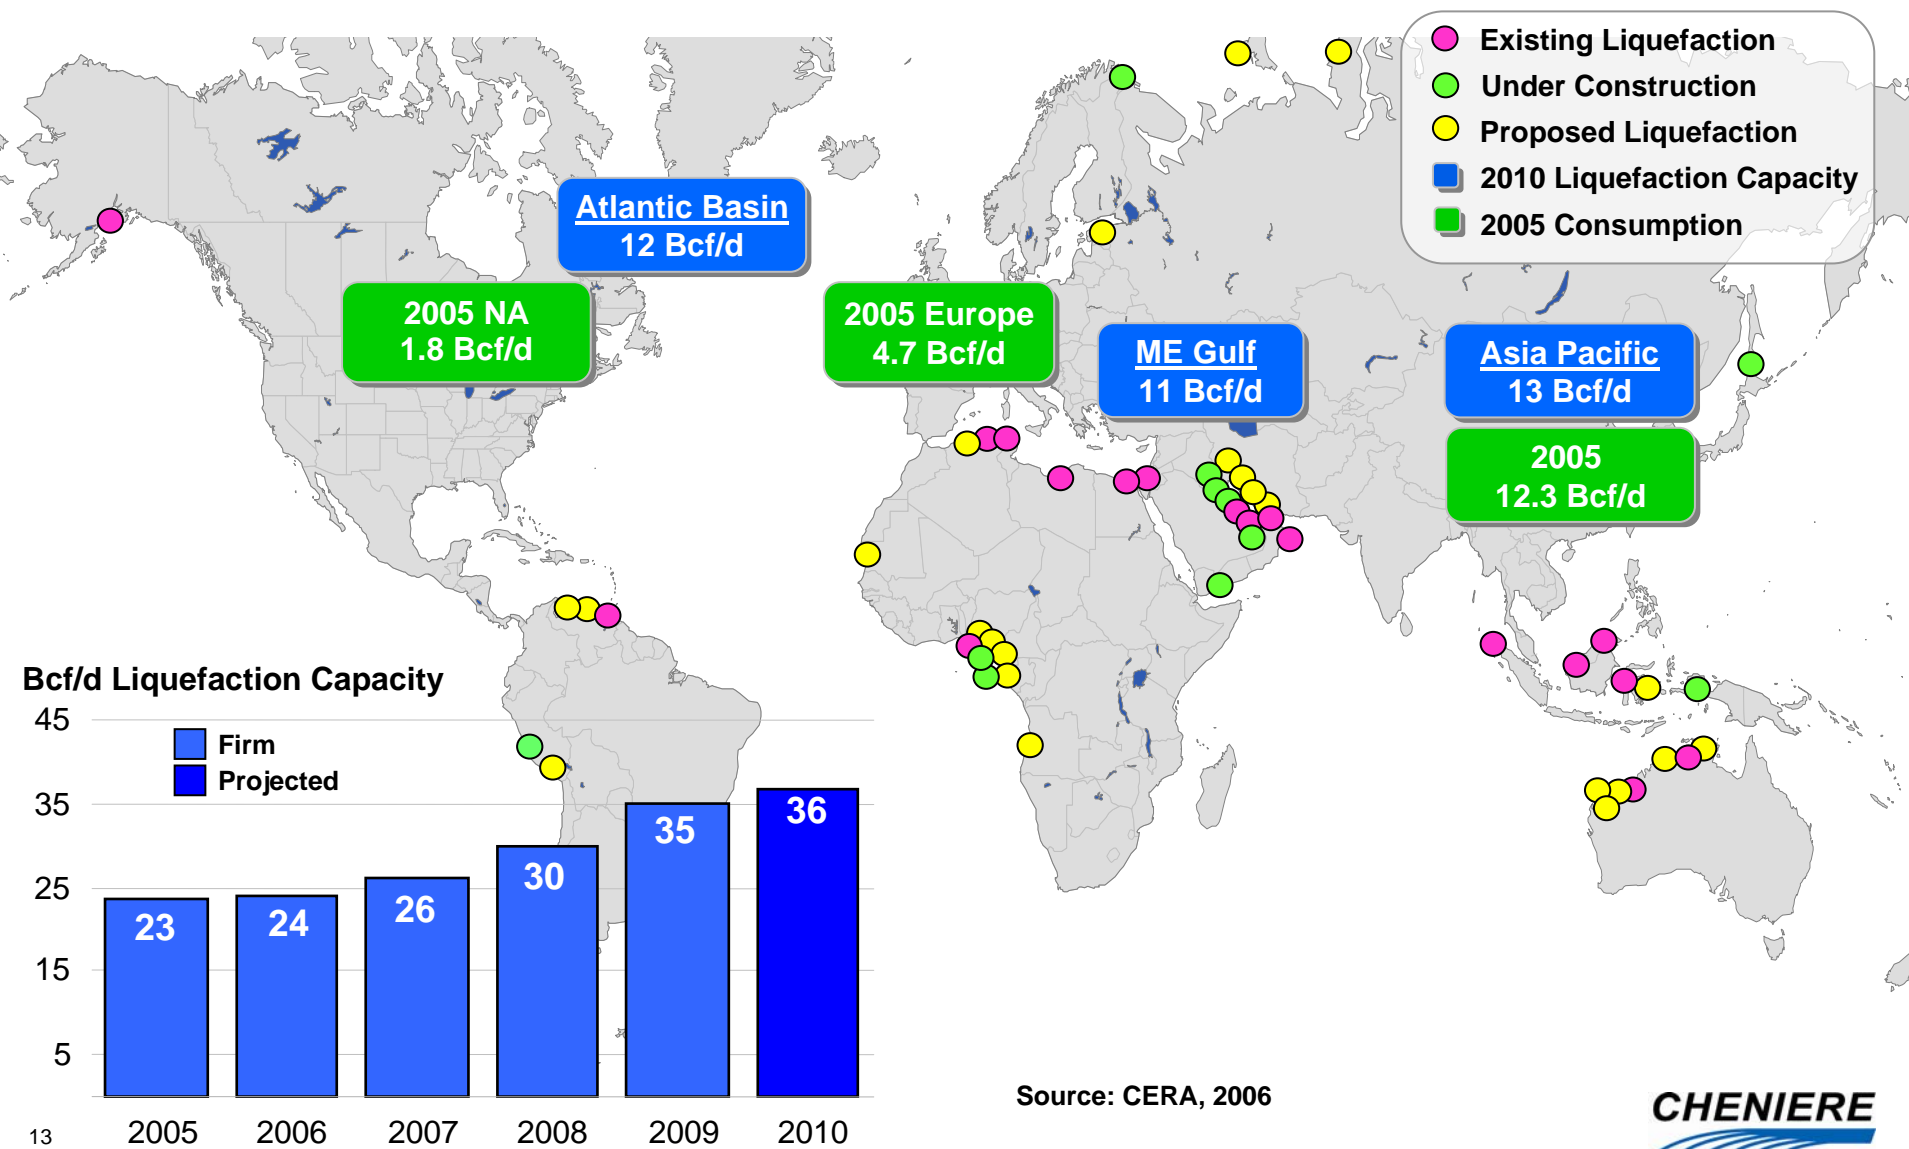 Existing Liquefaction
Under Construction
Proposed Liquefaction
2010 Liquefaction Capacity
2005 Consumption
Atlantic Basin
12 Bcf/d
2005 NA
1.8 Bcf/d
2005 Europe
4.7 Bcf/d
ME Gulf
11 Bcf/d
Asia Pacific
13 Bcf/d
2005
12.3 Bcf/d
Bcf/d Liquefaction Capacity
45
35
25
15
5
Firm
Projected
23
24
26
30
35
36
2005
2006
2007
2008
2009
2010
Source: CERA, 2006
13
CHENIERE